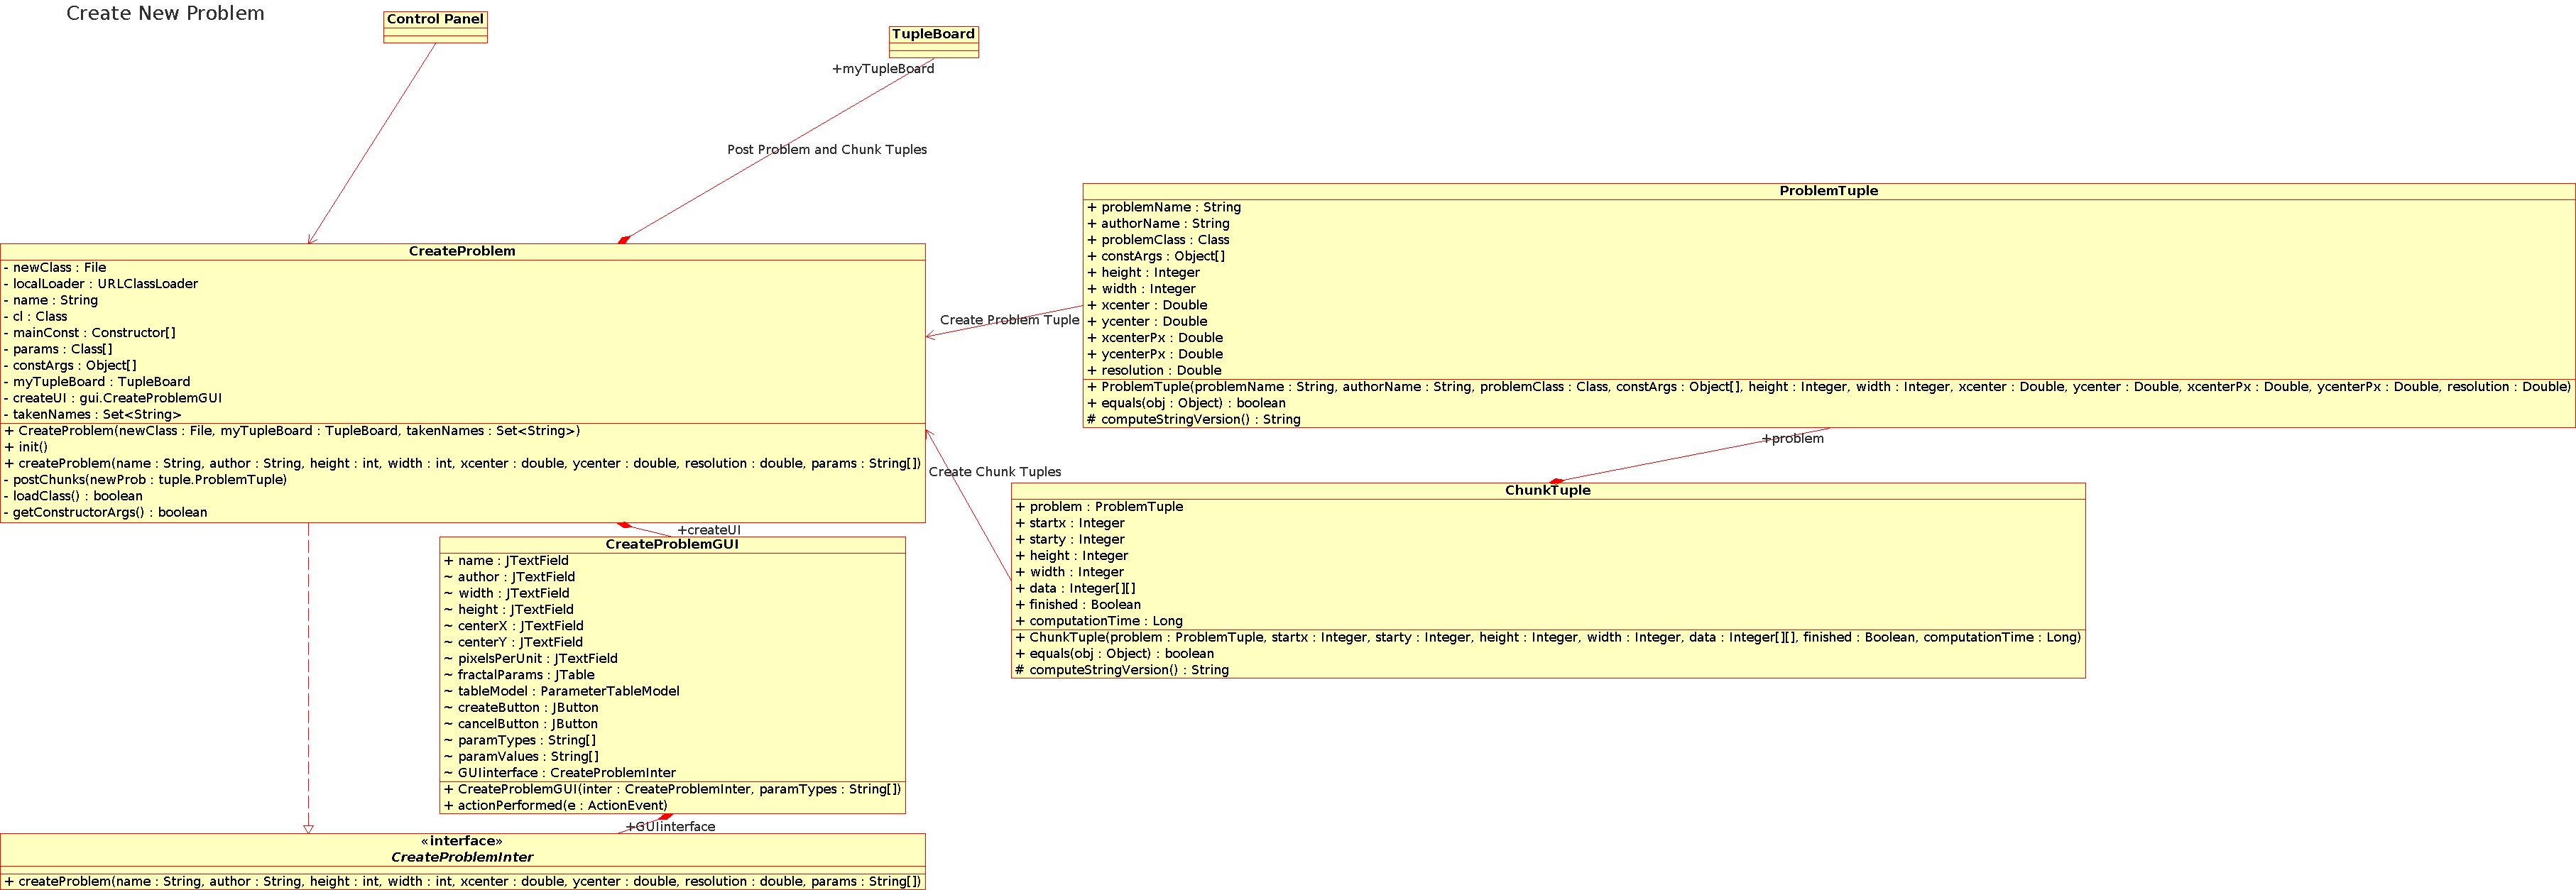 Create New Problem
Control Panel
TupleBoard
+myTupleBoard
Post Problem and Chunk Tuples
ProblemTuple
+ problemName : String
+ authorName : String
+ problemClass : Class
+ constArgs : Object[]
+ height : Integer
+ width : Integer
+ xcenter : Double
+ ycenter : Double
+ xcenterPx : Double
+ ycenterPx : Double
+ resolution : Double
+ ProblemTuple(problemName : String, authorName : String, problemClass : Class, constArgs : Object[], height : Integer, width : Integer, xcenter : Double, ycenter : Double, xcenterPx : Double, ycenterPx : Double, resolution : Double)
+ equals(obj : Object) : boolean
# computeStringVersion() : String
CreateProblem
- newClass : File
- localLoader : URLClassLoader
- name : String
- cl : Class
- mainConst : Constructor[]
- params : Class[]
- constArgs : Object[]
- myTupleBoard : TupleBoard
- createUI : gui.CreateProblemGUI
- takenNames : Set<String>
+ CreateProblem(newClass : File, myTupleBoard : TupleBoard, takenNames : Set<String>)
+ init()
+ createProblem(name : String, author : String, height : int, width : int, xcenter : double, ycenter : double, resolution : double, params : String[])
- postChunks(newProb : tuple.ProblemTuple)
- loadClass() : boolean
- getConstructorArgs() : boolean
Create Problem Tuple
+problem
Create Chunk Tuples
ChunkTuple
+ problem : ProblemTuple
+ startx : Integer
+ starty : Integer
+ height : Integer
+ width : Integer
+ data : Integer[][]
+ finished : Boolean
+ computationTime : Long
+ ChunkTuple(problem : ProblemTuple, startx : Integer, starty : Integer, height : Integer, width : Integer, data : Integer[][], finished : Boolean, computationTime : Long)
+ equals(obj : Object) : boolean
# computeStringVersion() : String
+createUI
CreateProblemGUI
+ name : JTextField
~ author : JTextField
~ width : JTextField
~ height : JTextField
~ centerX : JTextField
~ centerY : JTextField
~ pixelsPerUnit : JTextField
~ fractalParams : JTable
~ tableModel : ParameterTableModel
~ createButton : JButton
~ cancelButton : JButton
~ paramTypes : String[]
~ paramValues : String[]
~ GUIinterface : CreateProblemInter
+ CreateProblemGUI(inter : CreateProblemInter, paramTypes : String[])
+ actionPerformed(e : ActionEvent)
+GUIinterface
«interface»
CreateProblemInter
+ createProblem(name : String, author : String, height : int, width : int, xcenter : double, ycenter : double, resolution : double, params : String[])